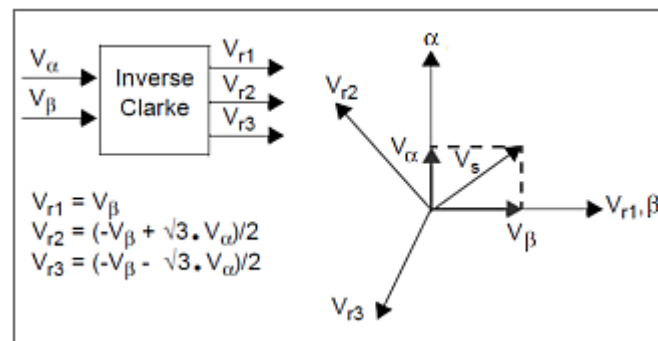 Vα
Vβ
Inverse
Clarke
Vr1
Vr2
Vr3
Vr1 = Vβ
Vr2 = (-Vβ + √3 . Vα)/2
Vr3 = (-Vβ - √3 . Vα)/2
α
Vr2
Vα
Vs
Vr1, β
Vβ
Vr3